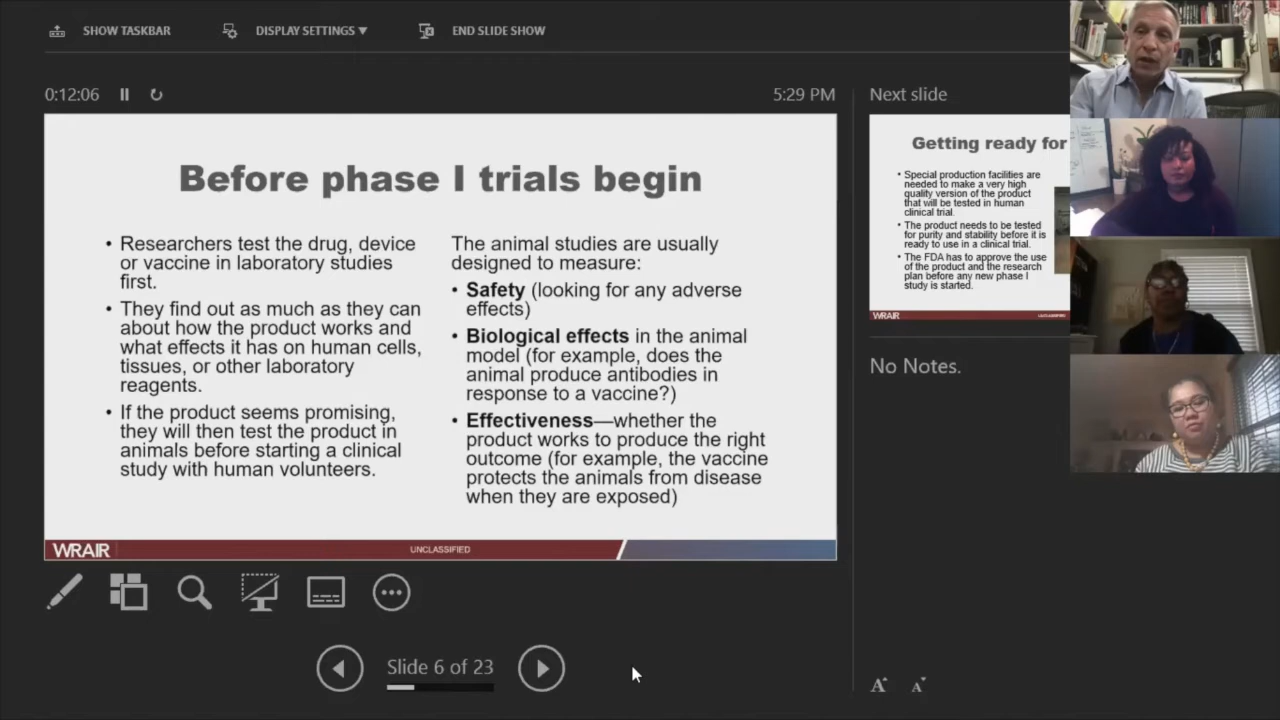 SHOW TASKBAR
DISPLAY SETTINGS ▼
END SLIDE SHOW
0:12:06
5:29 PM
Before phase I trials begin
• Researchers test the drug, device
or vaccine in laboratory studies
first.
• They find out as much as they can
about how the product works and
what effects it has on human cells,
tissues, or other laboratory
reagents.
• If the product seems promising,
they will then test the product in
animals before starting a clinical
study with human volunteers.
The animal studies are usually
designed to measure:
• Safety (looking for any adverse
effects)
• Biological effects in the animal
model (for example, does the
animal produce antibodies in
response to a vaccine?)
• Effectiveness—whether the
product works to produce the right
outcome (for example, the vaccine
protects the animals from disease
when they are exposed)
WRAIR
UNCLASSIFIED
Slide 6 of 23
Next slide
Getting ready for
• Special production facilities are
needed to make a very high
quality version of the product
that will be tested in human
clinical trial.
• The product needs to be tested
for purity and stability before it is
ready to use in a clinical trial.
• The FDA has to approve the use
of the product and the research
plan before any new phase I
study is started.
WRAIR
UNCLASSIFIED
No Notes.
A
A